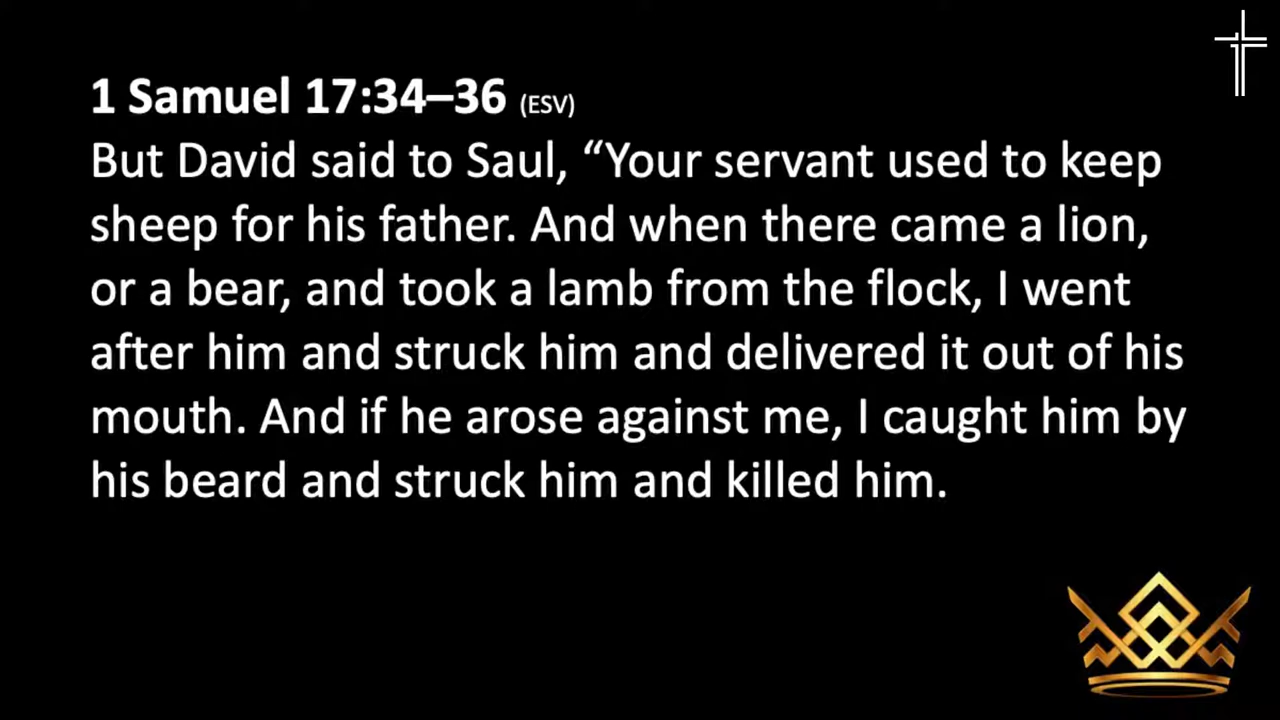 1 Samuel 17:34–36 (ESV)
But David said to Saul, “Your servant used to keep
sheep for his father. And when there came a lion,
or a bear, and took a lamb from the flock, I went
after him and struck him and delivered it out of his
mouth. And if he arose against me, I caught him by
his beard and struck him and killed him.